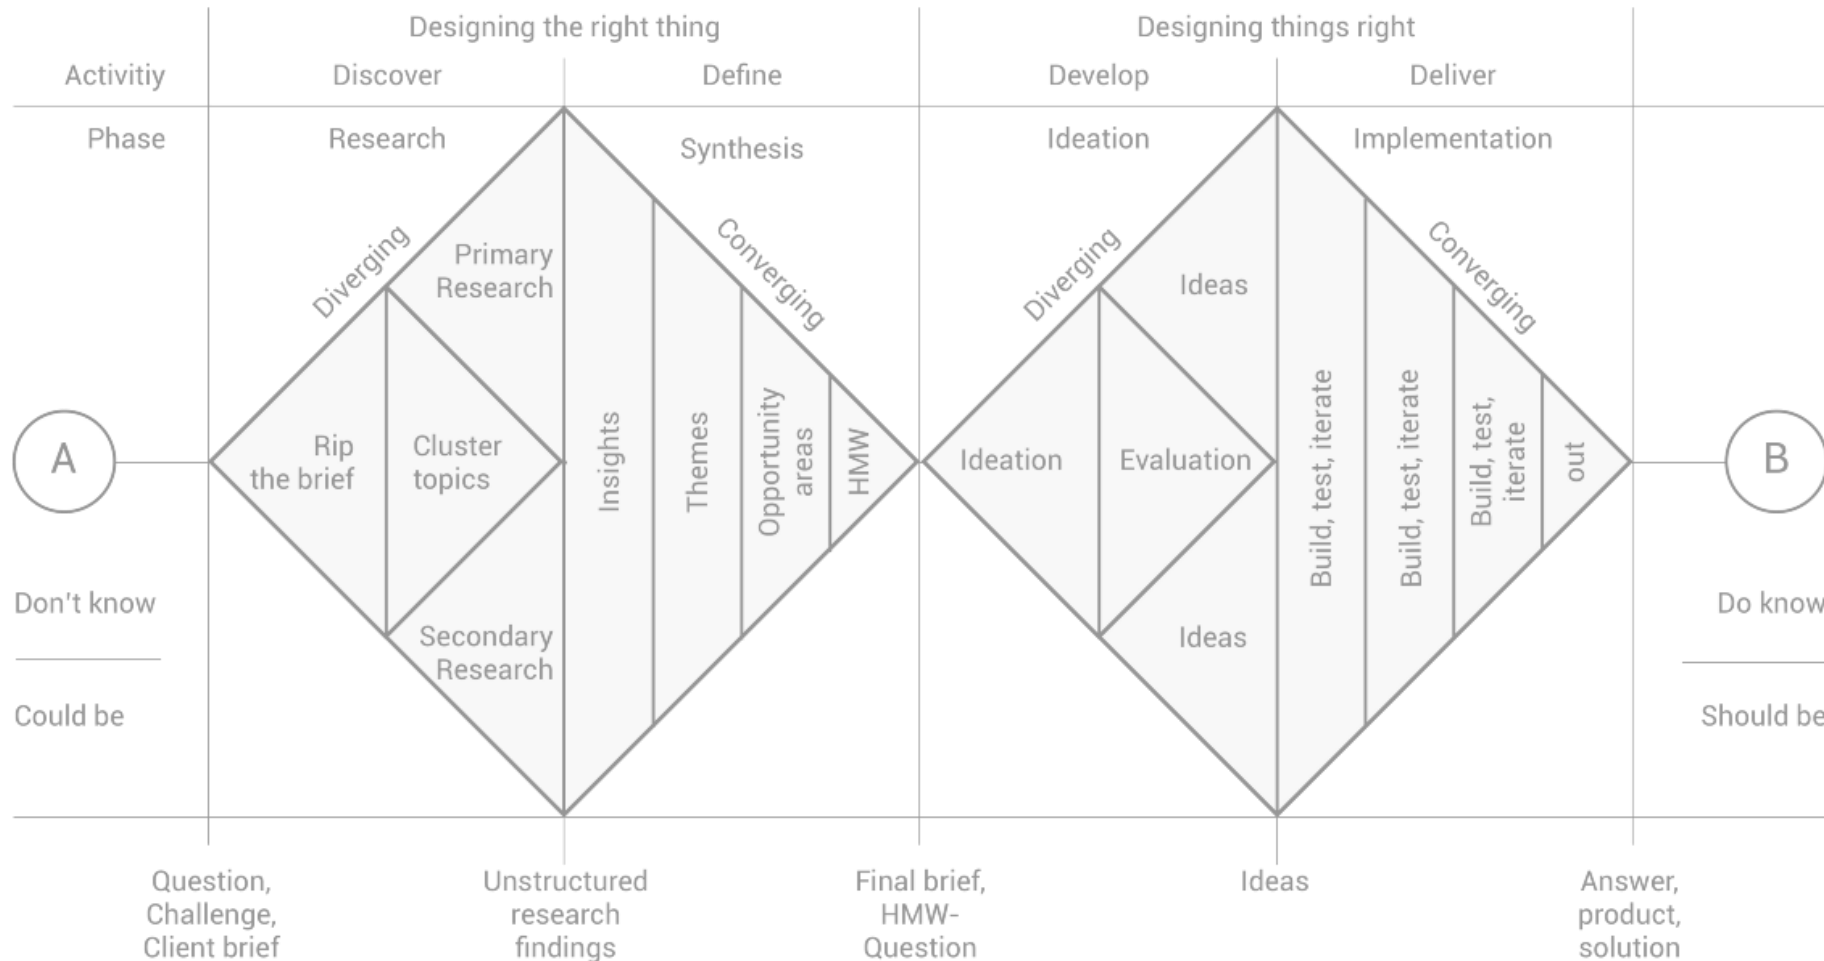 Designing the right thing
Designing things right
Activitiy
Discover
Define
Develop
Deliver
Phase
Research
Synthesis
Ideation
Implementation
Diverging
Converging
Diverging
Converging
Primary
Research
Ideas
A
Rip
the brief
Cluster
topics
Insights
Themes
Opportunity
areas
HMW
Ideation
Evaluation
Build, test, iterate
Build, test, iterate
Build, test,
iterate
out
B
Don't know
Could be
Secondary
Research
Ideas
Do know
Should be
Question,
Challenge,
Client brief
Unstructured
research
findings
Final brief,
HMW-
Question
Ideas
Answer,
product,
solution